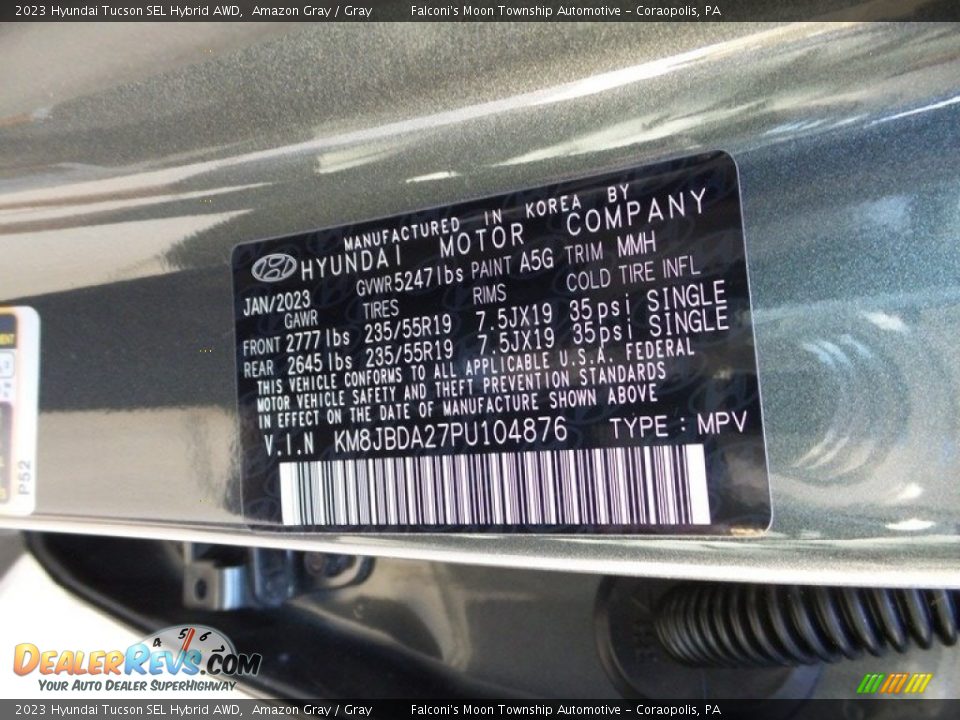 2023 Hyundai Tucson SEL Hybrid AWD, Amazon Gray / Gray Falconi's Moon Township Automotive - Coraopolis, PA
MANUFACTURED IN KOREA BY
HYUNDAI MOTOR COMPANY
JAN/2023 GVWR 5247 lbs PAINT A5G TRIM MMH
GAWR TIRES RIMS COLD TIRE INFL
FRONT 2777 lbs 235/55R19 7.5JX19 35psi SINGLE
REAR 2645 lbs 235/55R19 7.5JX19 35psi SINGLE
THIS VEHICLE CONFORMS TO ALL APPLICABLE U.S.A. FEDERAL
MOTOR VEHICLE SAFETY AND THEFT PREVENTION STANDARDS
IN EFFECT ON THE DATE OF MANUFACTURE SHOWN ABOVE
V.I.N KM8JBDA27PU104876 TYPE : MPV
P52
4 5 6
DEALERREVS.COM
YOUR AUTO DEALER SUPERHIGHWAY
2023 Hyundai Tucson SEL Hybrid AWD, Amazon Gray / Gray Falconi's Moon Township Automotive - Coraopolis, PA